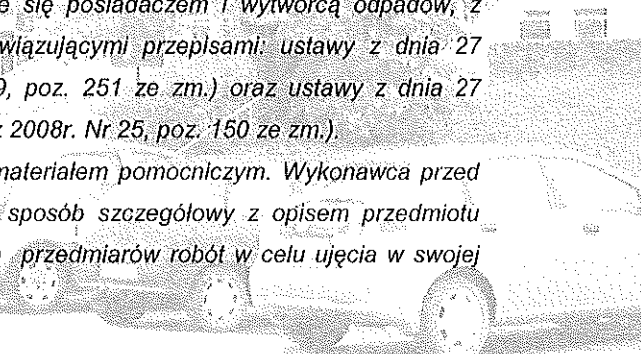 e się posiadaczem i wytwórcą odpadów, z
wiązującymi przepisami: ustawy z dnia 27
9, poz. 251 ze zm.) oraz ustawy z dnia 27
z 2008r. Nr 25, poz. 150 ze zm.).
materiałem pomocniczym. Wykonawca przed
sposób szczegółowy z opisem przedmiotu
przedmiarów robót w celu ujęcia w swojej